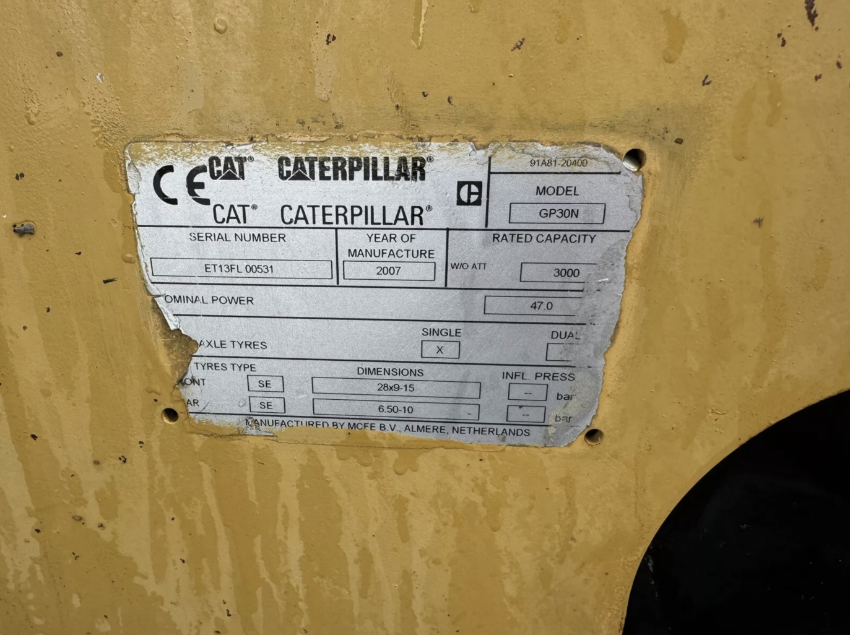 CE CAT® CATERPILLAR®
CAT® CATERPILLAR®
91A81-20400
MODEL
GP30N
SERIAL NUMBER
ET13FL 00531
YEAR OF
MANUFACTURE
2007
RATED CAPACITY
W/O ATT 3000
OMINAL POWER 47.0
AXLE TYRES
SINGLE
X
DUAL
TYRES TYPE DIMENSIONS INFL. PRESS
ONT SE 28x9-15 -- bar
AR SE 6.50-10 -- bar
MANUFACTURED BY MCFE B.V., ALMERE, NETHERLANDS